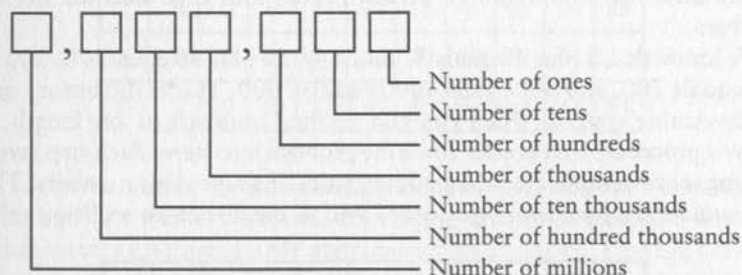 Number of ones
Number of tens
Number of hundreds
Number of thousands
Number of ten thousands
Number of hundred thousands
Number of millions